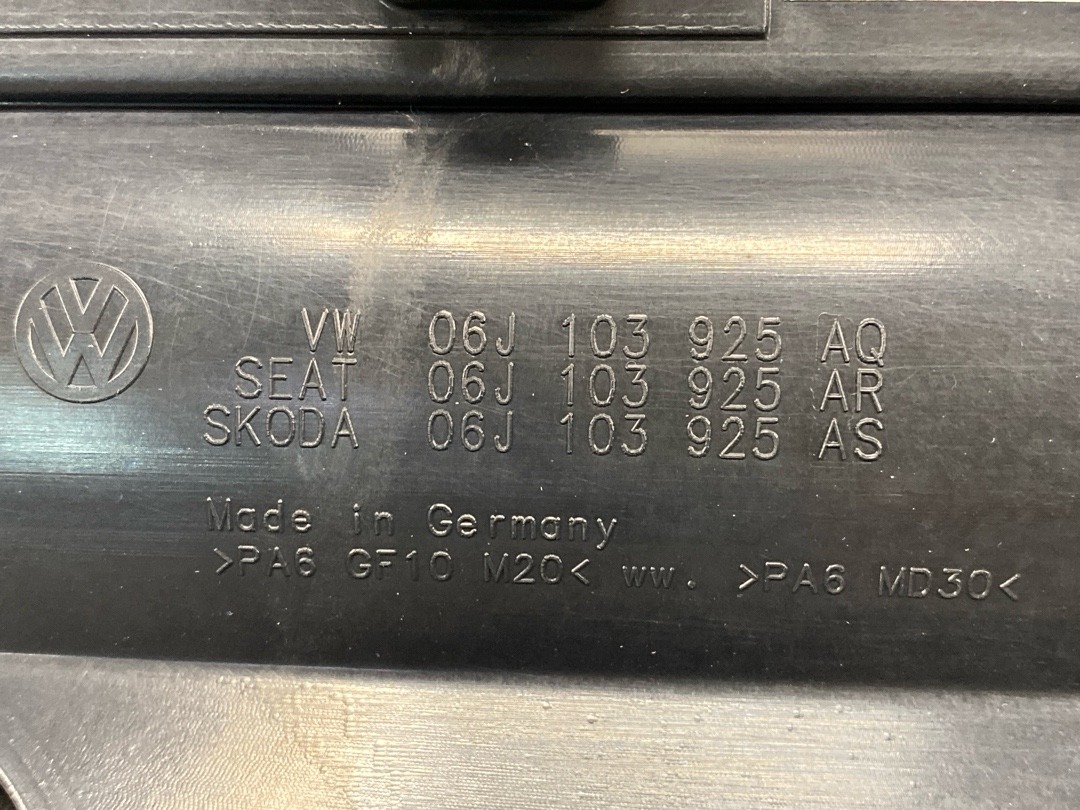 VW 06J 103 925 AQ
SEAT 06J 103 925 AR
SKODA 06J 103 925 AS
Made in Germany
>PA6 GF10 M20< ww. >PA6 MD30<